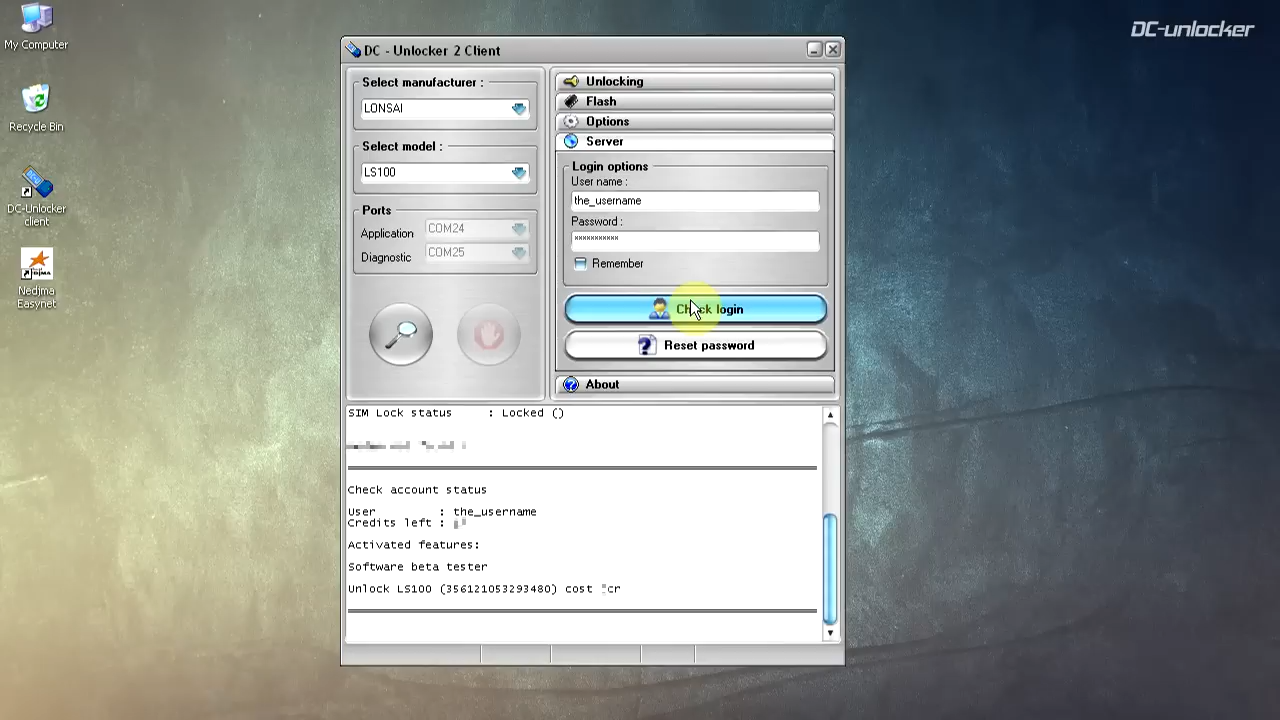 DC-unlocker
My Computer
Recycle Bin
DC-Unlocker
client
Nedjma
Easynet
DC - Unlocker 2 Client
Select manufacturer :
LONSAI
Select model :
LS100
Ports
Application COM24
Diagnostic COM25
Unlocking
Flash
Options
Server
Login options
User name :
the_username
Password :
***********
Remember
Check login
Reset password
About
SIM Lock status : Locked ()
Check account status
User : the_username
Credits left :
Activated features:
Software beta tester
Unlock LS100 (356121053293480) cost cr